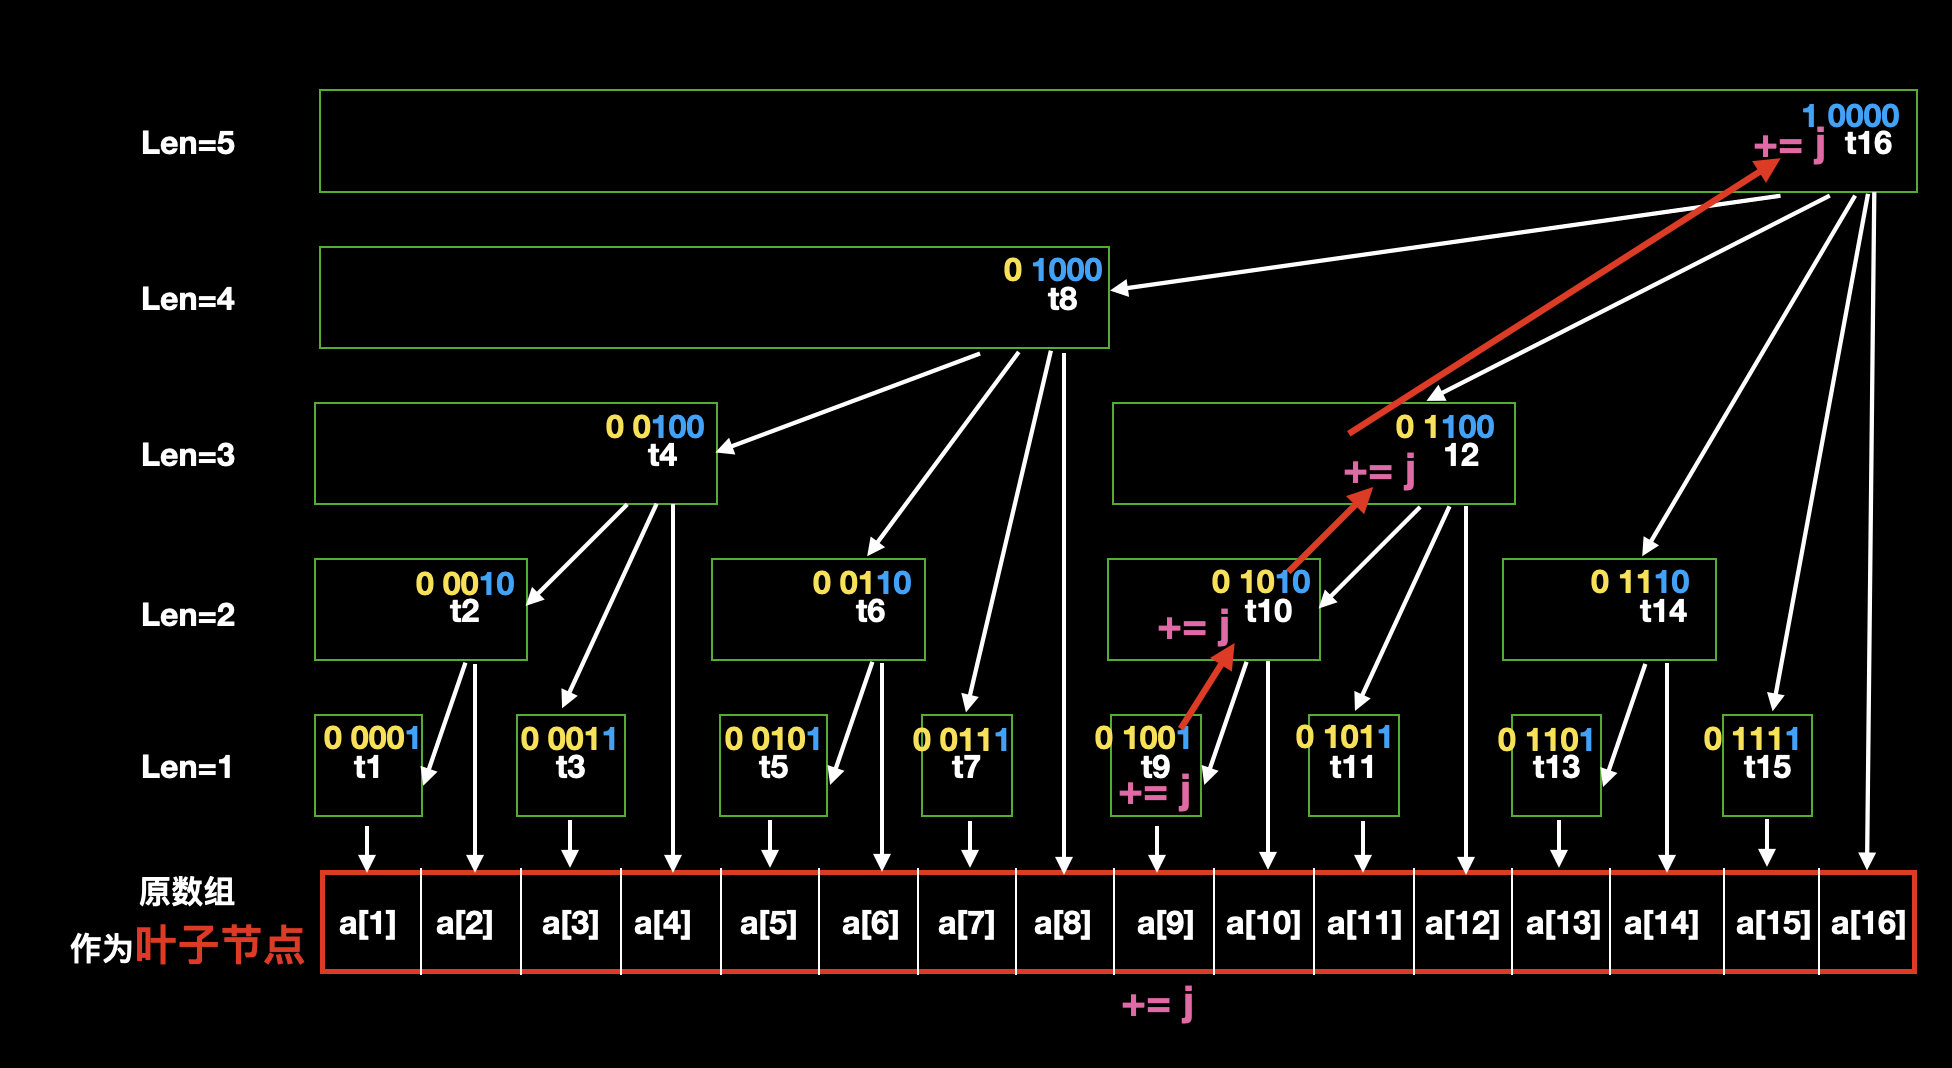 1 0000
Len=5 += j t16
0 1000
Len=4 t8
0 0100 0 1100
Len=3 t4 12
+= j
0 0010 0 0110 0 1010 0 1110
Len=2 t2 t6 t10 t14
+= j
0 0001 0 0011 0 0101 0 0111 0 1001 0 1011 0 1101 0 1111
Len=1 t1 t3 t5 t7 t9 t11 t13 t15
+= j
原数组
作为叶子节点
a[1] a[2] a[3] a[4] a[5] a[6] a[7] a[8] a[9] a[10] a[11] a[12] a[13] a[14] a[15] a[16]
+= j